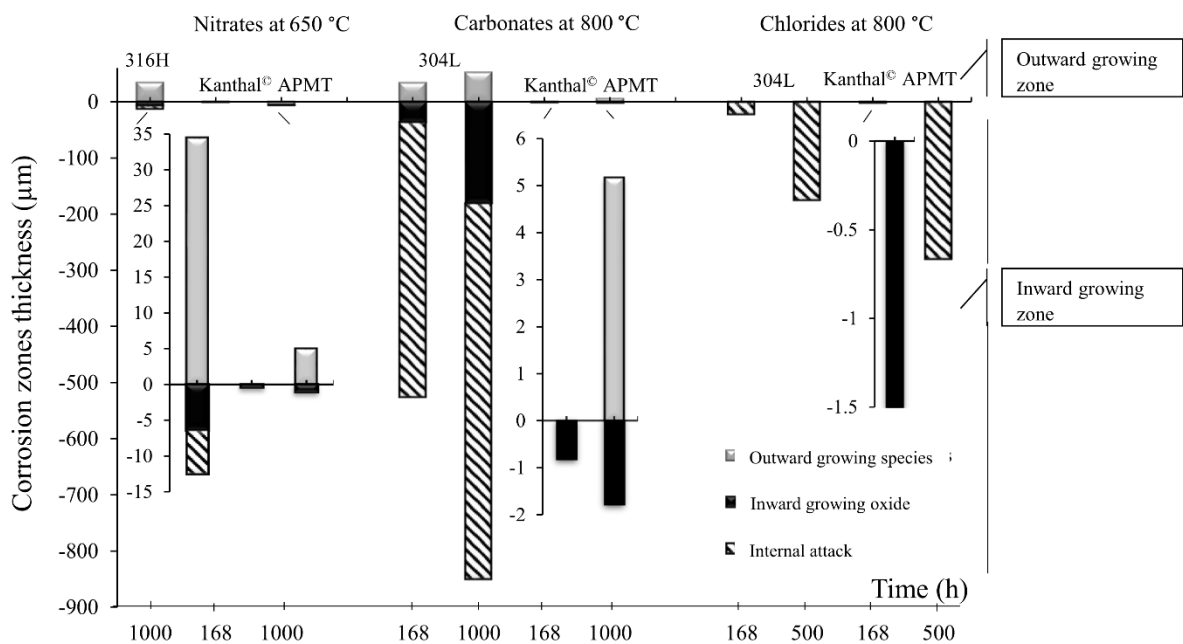 Nitrates at 650 °C
Carbonates at 800 °C
Chlorides at 800 °C
Outward growing
zone
316H
Kanthal© APMT
304L
Kanthal© APMT
304L
Kanthal© APMT
Corrosion zones thickness (µm)
0
-100
-200
-300
-400
-500
-600
-700
-800
-900
35
30
25
20
15
10
5
0
-5
-10
-15
6
5
4
3
2
1
0
-1
-2
0
-0.5
-1
-1.5
Inward growing
zone
Outward growing species
Inward growing oxide
Internal attack
Time (h)
1000 168 1000 168 1000 168 1000 168 500 168 500